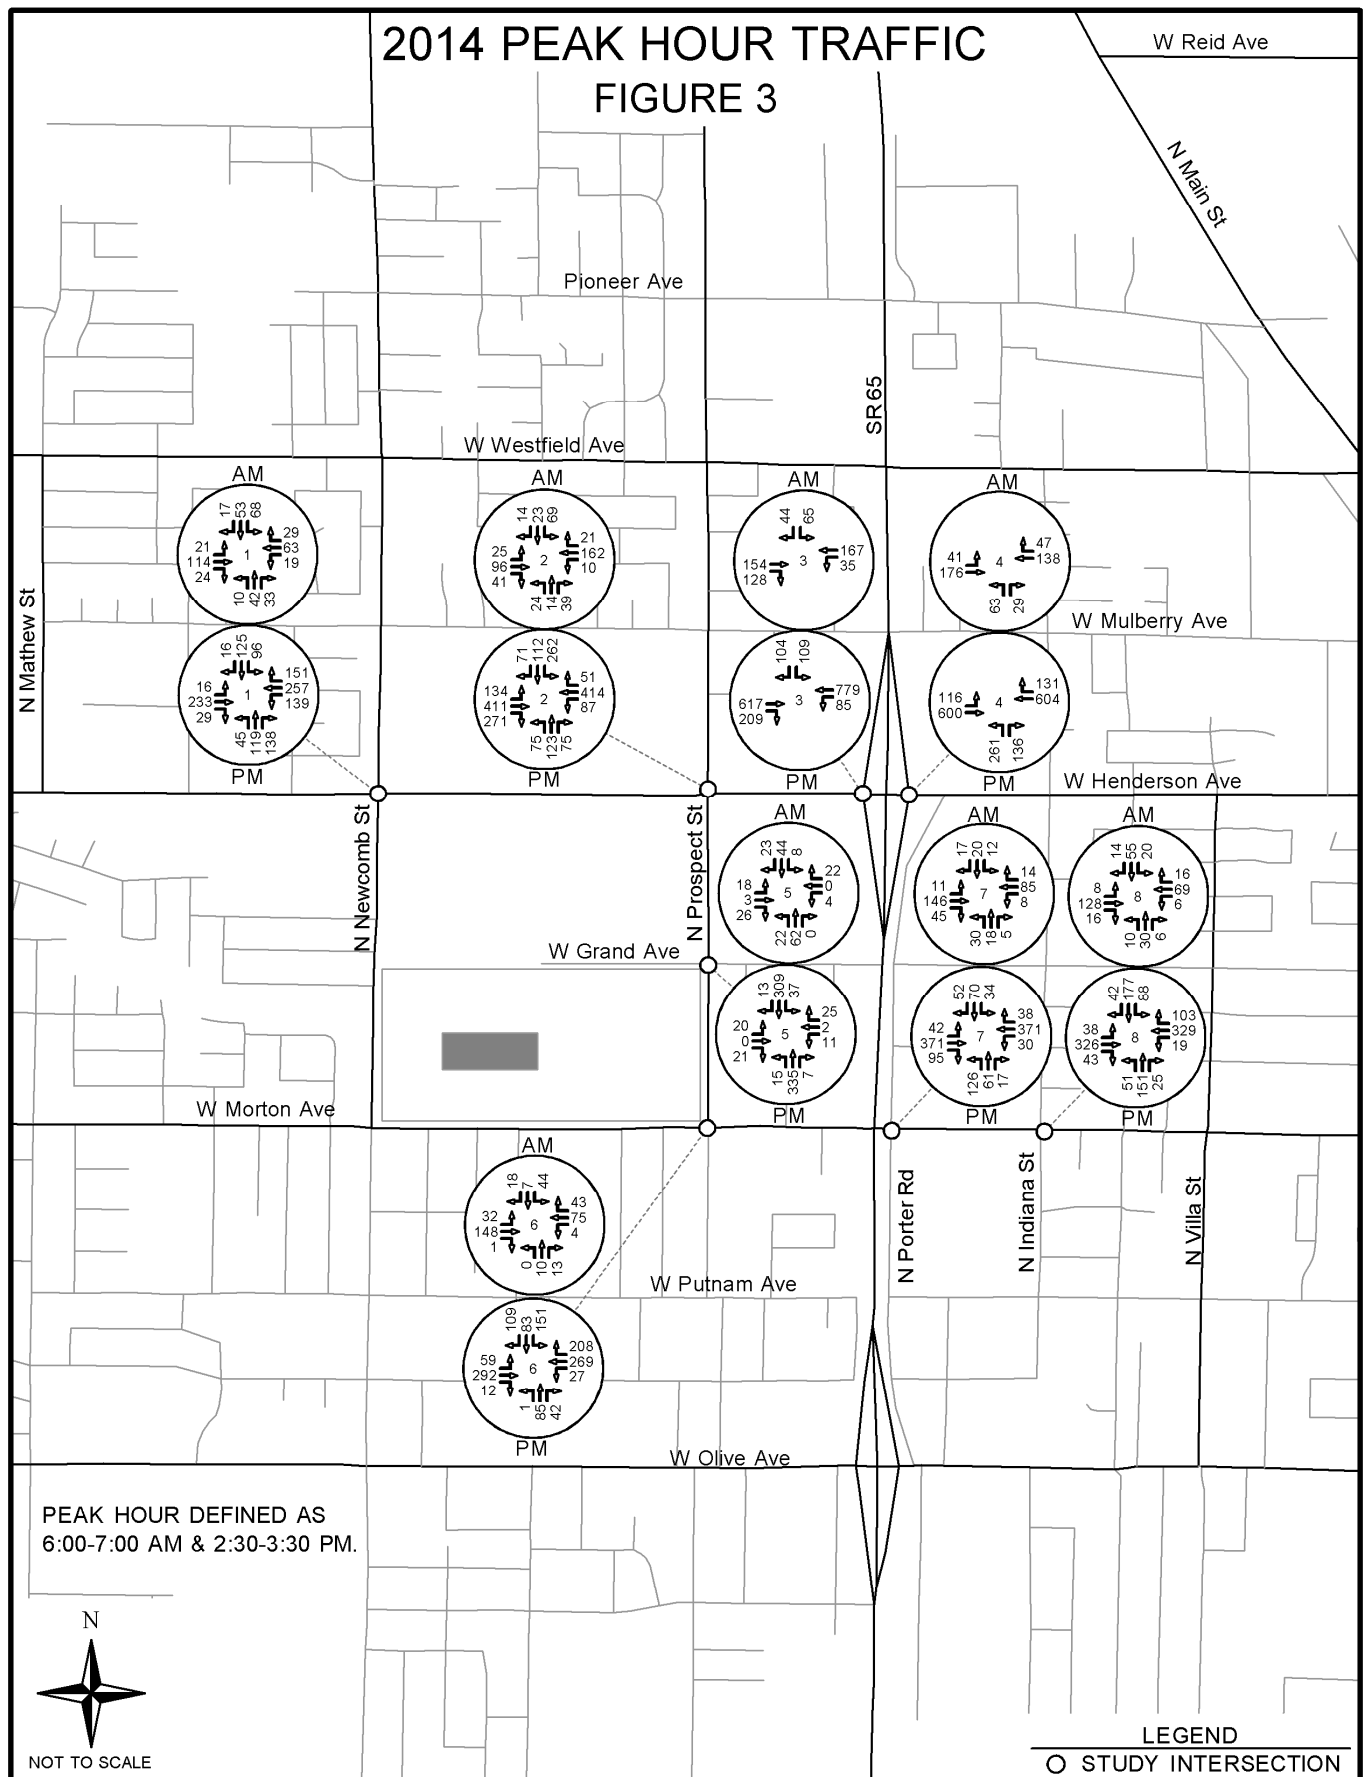 2014 PEAK HOUR TRAFFIC
FIGURE 3
W Reid Ave
N Main St
Pioneer Ave
SR65
W Westfield Ave
N Mathew St
AM
17 53 68
21 29
114 1 63
24 19
10 42 33
16 125 96
16 151
233 1 257
29 139
45 119 138
PM
AM
14 23 69
25 21
96 2 162
41 10
24 14 39
71 112 262
134 51
411 2 414
271 87
75 123 75
PM
AM
44 65
154 3 167
128 35
104 109
617 3 779
209 85
PM
AM
41 4 47
176 138
63 29
116 4 131
600 604
261 136
PM
W Mulberry Ave
W Henderson Ave
N Newcomb St
N Prospect St
W Grand Ave
AM
23 44 8
18 22
3 5 0
26 4
22 62 0
13 309 37
20 25
0 5 2
21 11
15 335 7
PM
AM
17 20 12
11 14
146 7 85
45 8
30 18 5
52 70 34
42 38
371 7 371
95 30
126 61 17
PM
AM
14 55 20
8 16
128 8 69
16 6
10 30 6
42 177 88
38 103
326 8 329
43 19
51 151 25
PM
W Morton Ave
N Porter Rd
N Indiana St
N Villa St
AM
18 7 44
32 43
148 6 75
1 4
0 10 13
109 83 151
59 208
292 6 269
12 27
1 85 42
PM
W Putnam Ave
W Olive Ave
PEAK HOUR DEFINED AS
6:00-7:00 AM & 2:30-3:30 PM.
N
NOT TO SCALE
LEGEND
STUDY INTERSECTION